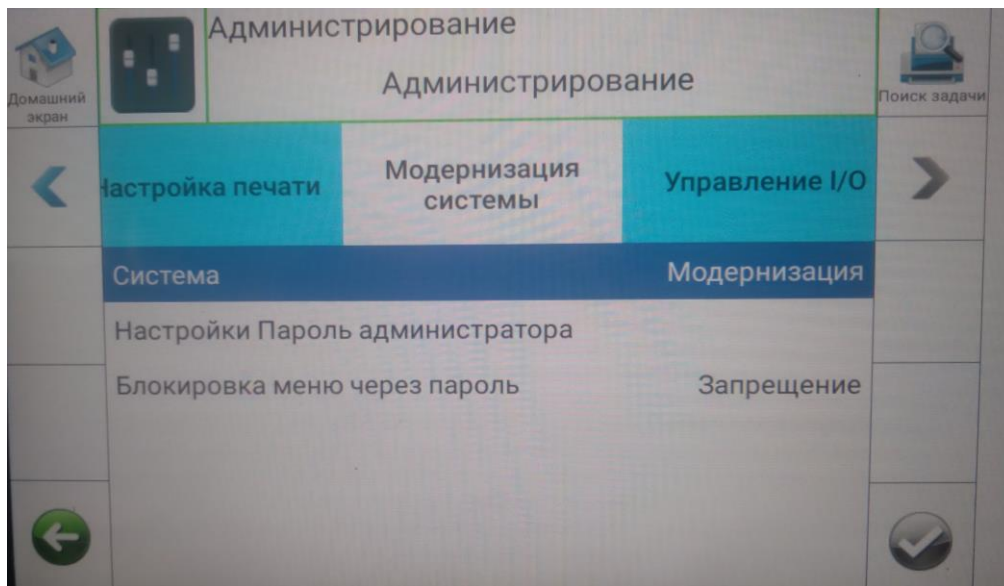 Администрирование
Администрирование
Домашний
экран
Поиск задачи
Настройка печати
Модернизация
системы
Управление I/O
Система Модернизация
Настройки Пароль администратора
Блокировка меню через пароль Запрещение